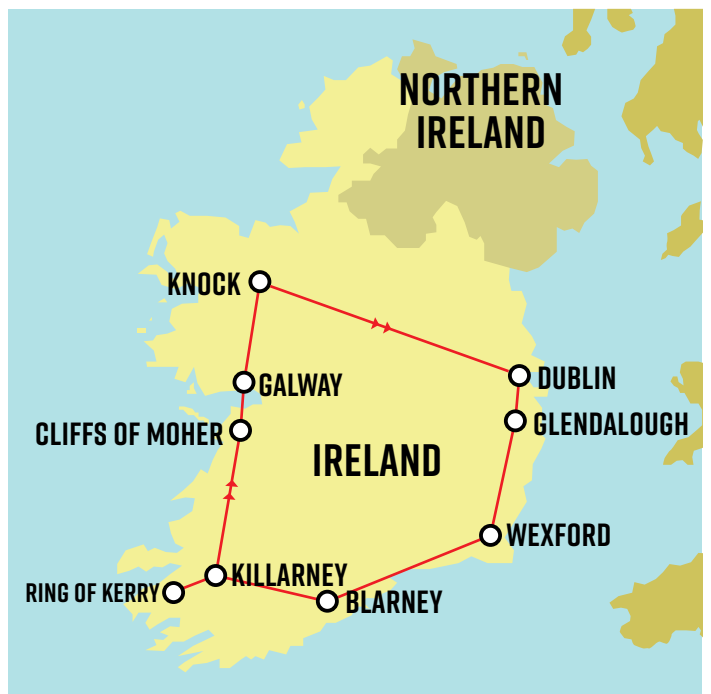 NORTHERN
IRELAND
KNOCK
DUBLIN
GALWAY
GLENDALOUGH
CLIFFS OF MOHER
IRELAND
WEXFORD
KILLARNEY
RING OF KERRY
BLARNEY